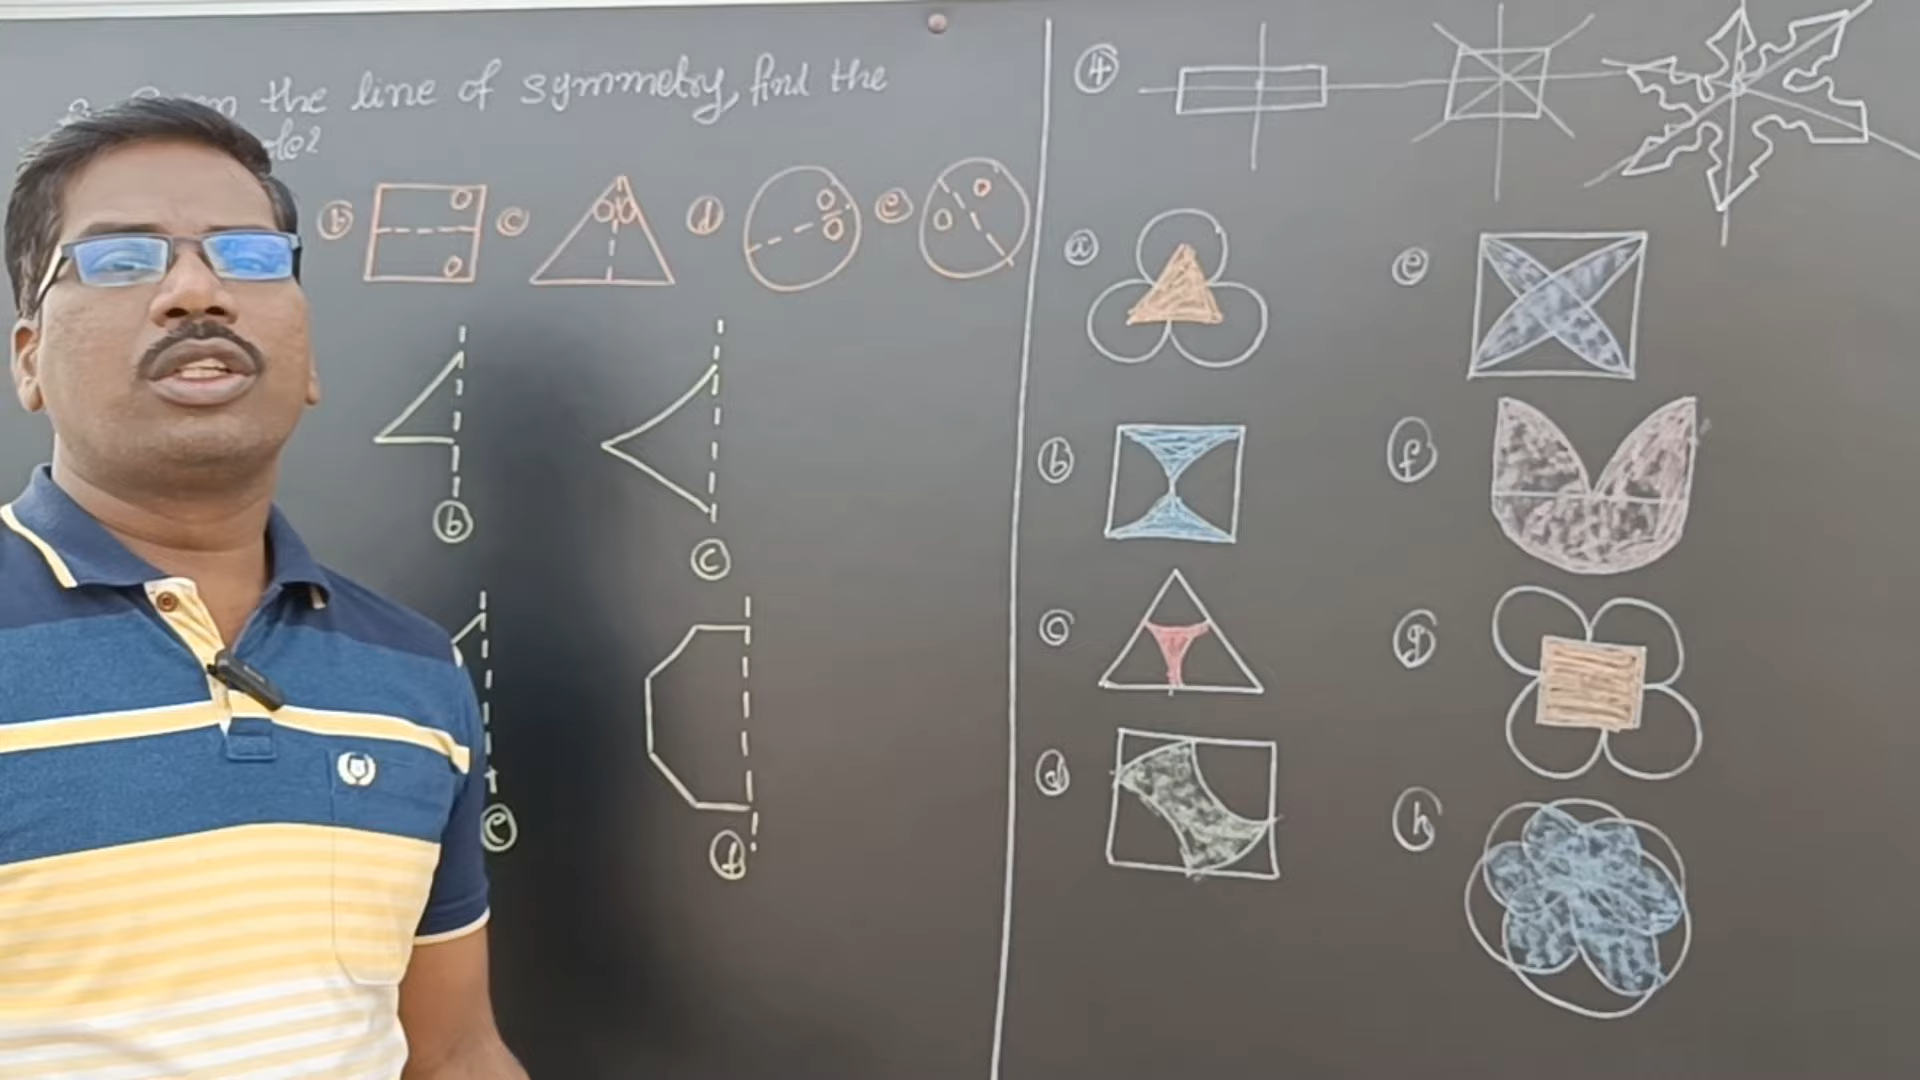 the line of symmetry, find the
b c d e
b
c
e
f
4
a e
b f
c g
d h